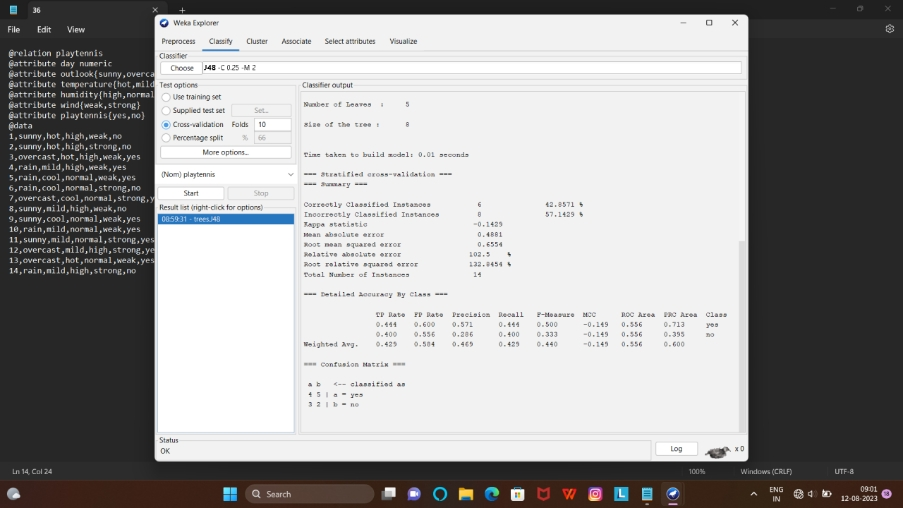 36
File Edit View
@relation playtennis
@attribute day numeric
@attribute outlook{sunny,overca
@attribute temperature{hot,mild
@attribute humidity{high,normal
@attribute wind{weak,strong}
@attribute playtennis{yes,no}
@data
1,sunny,hot,high,weak,no
2,sunny,hot,high,strong,no
3,overcast,hot,high,weak,yes
4,rain,mild,high,weak,yes
5,rain,cool,normal,weak,yes
6,rain,cool,normal,strong,no
7,overcast,cool,normal,strong,y
8,sunny,mild,high,weak,no
9,sunny,cool,normal,weak,yes
10,rain,mild,normal,weak,yes
11,sunny,mild,normal,strong,yes
12,overcast,mild,high,strong,ye
13,overcast,hot,normal,weak,yes
14,rain,mild,high,strong,no
Weka Explorer
Preprocess Classify Cluster Associate Select attributes Visualize
Classifier
Choose J48 -C 0.25 -M 2
Test options
Use training set
Supplied test set Set...
Cross-validation Folds 10
Percentage split % 66
More options...
(Nom) playtennis
Start Stop
Result list (right-click for options)
08:59:31 - trees.J48
Classifier output
Number of Leaves : 5
Size of the tree : 8
Time taken to build model: 0.01 seconds
=== Stratified cross-validation ===
=== Summary ===
Correctly Classified Instances 6 42.8571 %
Incorrectly Classified Instances 8 57.1429 %
Kappa statistic -0.1429
Mean absolute error 0.4881
Root mean squared error 0.6554
Relative absolute error 102.5 %
Root relative squared error 132.8454 %
Total Number of Instances 14
=== Detailed Accuracy By Class ===
TP Rate FP Rate Precision Recall F-Measure MCC ROC Area PRC Area Class
0.444 0.600 0.571 0.444 0.500 -0.149 0.556 0.713 yes
0.400 0.556 0.286 0.400 0.333 -0.149 0.556 0.395 no
Weighted Avg. 0.429 0.584 0.469 0.429 0.440 -0.149 0.556 0.600
=== Confusion Matrix ===
a b <-- classified as
4 5 | a = yes
3 2 | b = no
Status
OK
Log x 0
Ln 14, Col 24 100% Windows (CRLF) UTF-8
Search
ENG
IN
09:01
12-08-2023